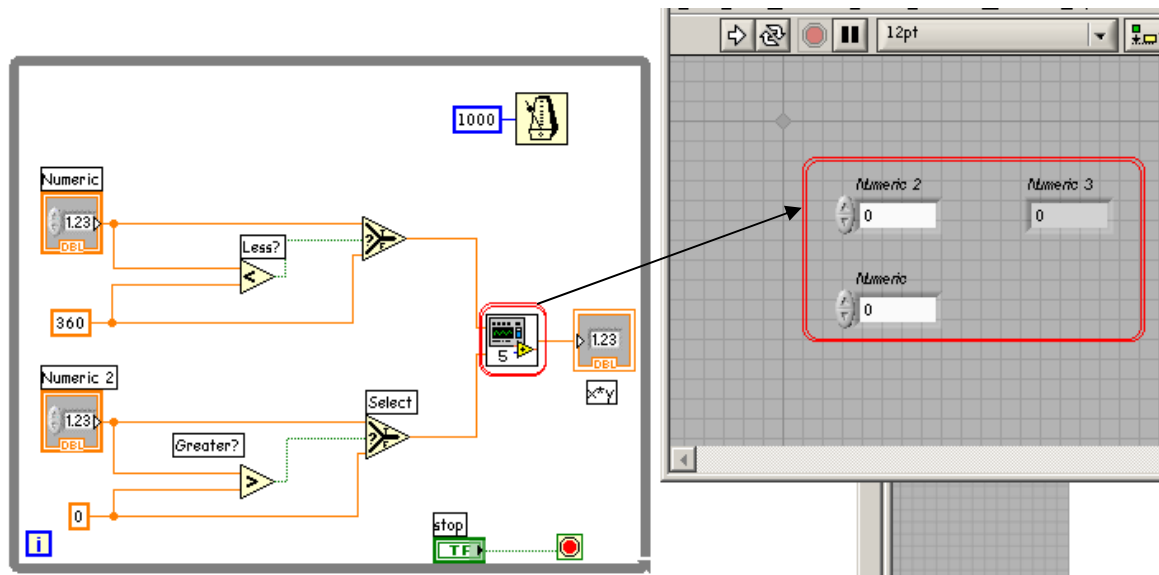 1000
Numeric
1.23
DBL
Less?
360
5
1.23
DBL
x*y
Numeric 2
1.23
DBL
Select
Greater?
0
i
stop
TF
12pt
Numeric 2
0
Numeric 3
0
Numeric
0